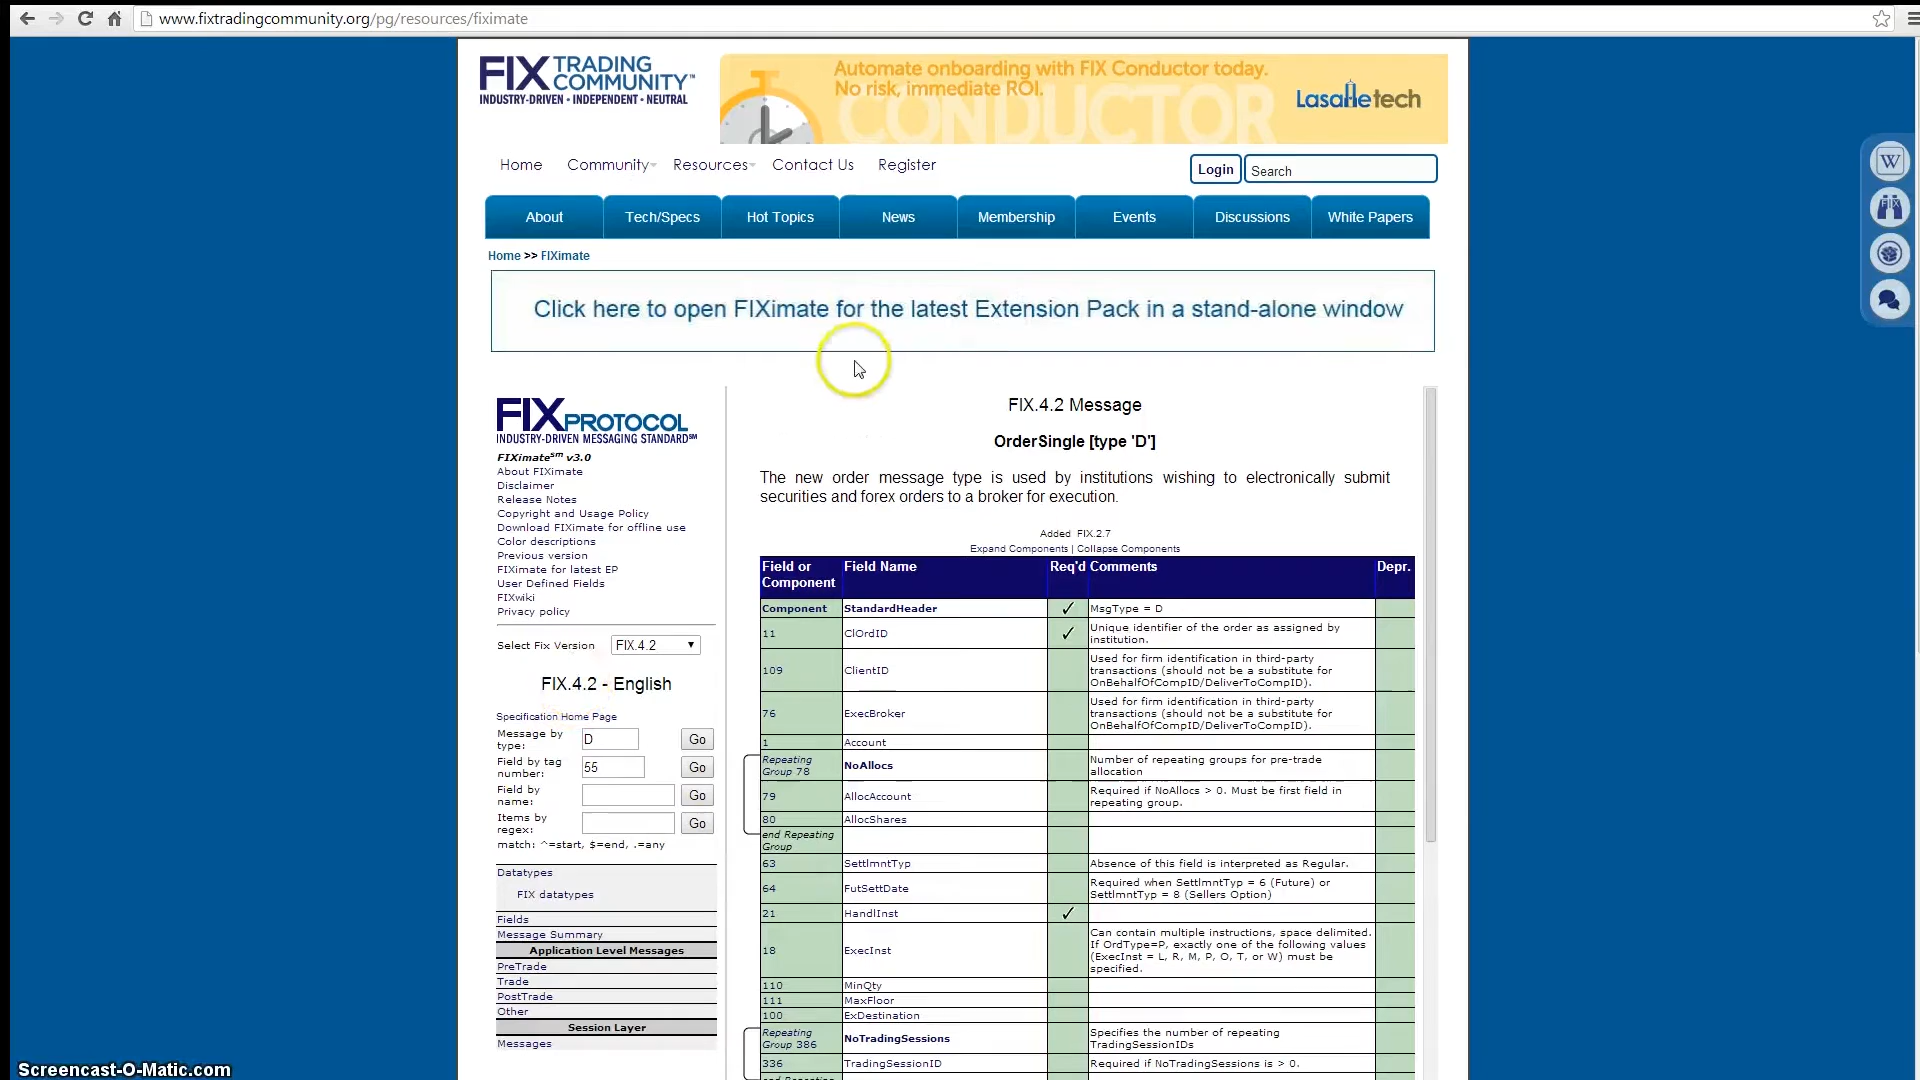 www.fixtradingcommunity.org/pg/resources/fiximate
FIX TRADING COMMUNITY™
INDUSTRY-DRIVEN • INDEPENDENT • NEUTRAL
Automate onboarding with FIX Conductor today.
No risk, immediate ROI.
CONDUCTOR
Lasalletech
Home Community Resources Contact Us Register
Login Search
About Tech/Specs Hot Topics News Membership Events Discussions White Papers
Home >> FIXimate
Click here to open FIXimate for the latest Extension Pack in a stand-alone window
W
FIX
FIX PROTOCOL
INDUSTRY-DRIVEN MESSAGING STANDARD℠
FIXimate℠ v3.0
About FIXimate
Disclaimer
Release Notes
Copyright and Usage Policy
Download FIXimate for offline use
Color descriptions
Previous version
FIXimate for latest EP
User Defined Fields
FIXwiki
Privacy policy
Select Fix Version FIX.4.2
FIX.4.2 - English
Specification Home Page
Message by type: D Go
Field by tag number: 55 Go
Field by name: Go
Items by regex: Go
match: ^=start, $=end, .=any
Datatypes
FIX datatypes
Fields
Message Summary
Application Level Messages
PreTrade
Trade
PostTrade
Other
Session Layer
Messages
FIX.4.2 Message
OrderSingle [type 'D']
The new order message type is used by institutions wishing to electronically submit
securities and forex orders to a broker for execution.
Added FIX.2.7
Expand Components | Collapse Components
Field or Component Field Name Req'd Comments Depr.
Component StandardHeader ✓ MsgType = D
11 ClOrdID ✓ Unique identifier of the order as assigned by
institution.
109 ClientID Used for firm identification in third-party
transactions (should not be a substitute for
OnBehalfOfCompID/DeliverToCompID).
76 ExecBroker Used for firm identification in third-party
transactions (should not be a substitute for
OnBehalfOfCompID/DeliverToCompID).
1 Account
Repeating Group 78 NoAllocs Number of repeating groups for pre-trade
allocation
79 AllocAccount Required if NoAllocs > 0. Must be first field in
repeating group.
80 AllocShares
end Repeating
Group
63 SettlmntTyp Absence of this field is interpreted as Regular.
64 FutSettDate Required when SettlmntTyp = 6 (Future) or
SettlmntTyp = 8 (Sellers Option)
21 HandlInst ✓
18 ExecInst Can contain multiple instructions, space delimited.
If OrdType=P, exactly one of the following values
(ExecInst = L, R, M, P, O, T, or W) must be
specified.
110 MinQty
111 MaxFloor
100 ExDestination
Repeating Group 386 NoTradingSessions Specifies the number of repeating
TradingSessionIDs
336 TradingSessionID Required if NoTradingSessions is > 0.
end Repeating
Screencast-O-Matic.com